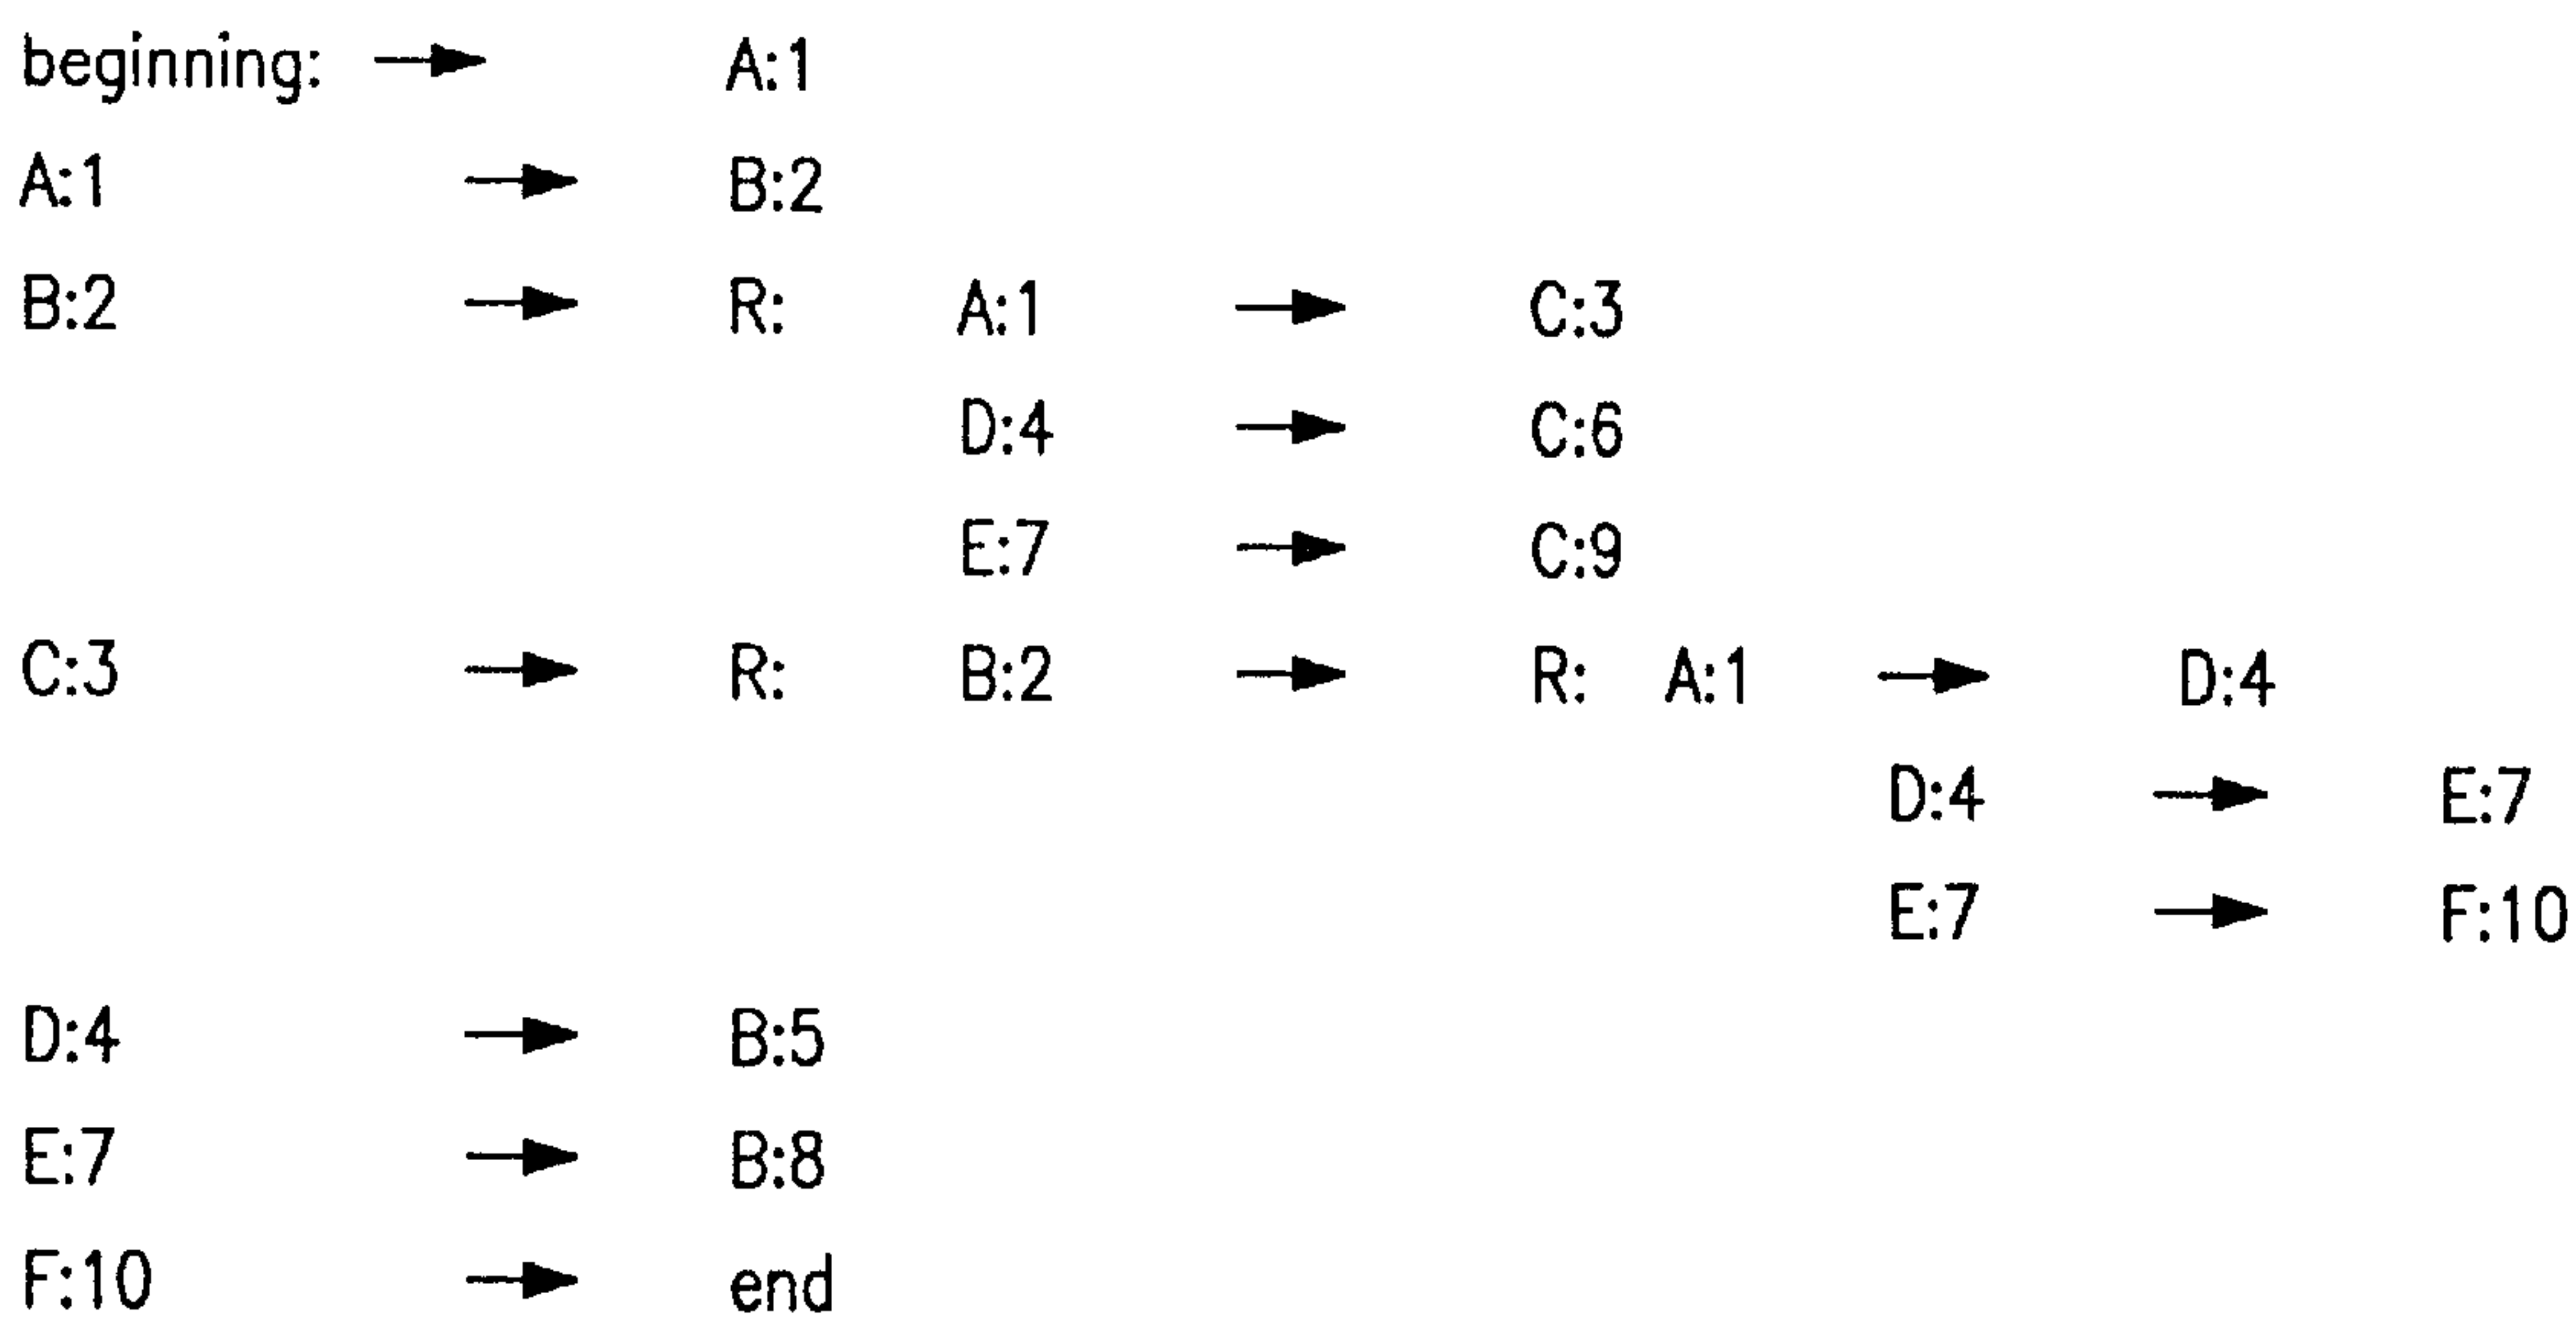 beginning: → A:1
A:1 → B:2
B:2 → R: A:1 → C:3
D:4 → C:6
E:7 → C:9
C:3 → R: B:2 → R: A:1 → D:4
D:4 → E:7
E:7 → F:10
D:4 → B:5
E:7 → B:8
F:10 → end